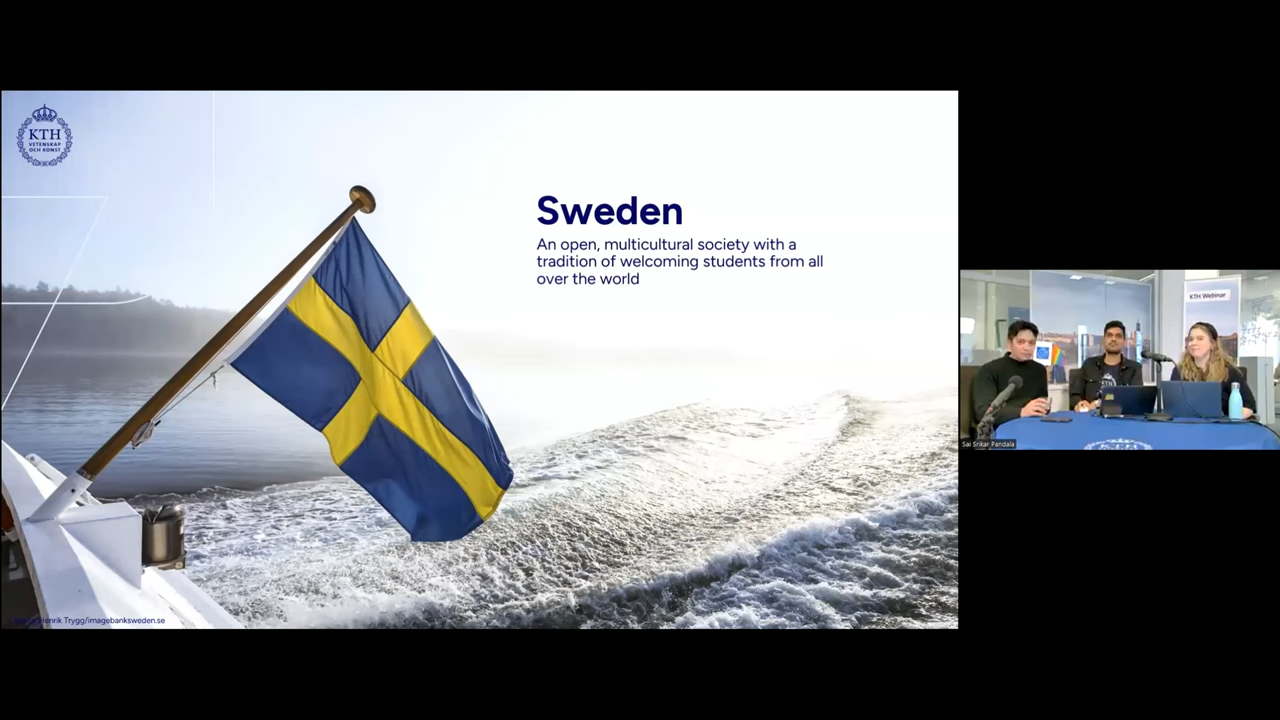 KTH
VETENSKAP
OCH KONST
Sweden
An open, multicultural society with a
tradition of welcoming students from all
over the world
Henrik Trygg/imagebanksweden.se
KTH Webinar
KTH
Sai Srikar Pandala